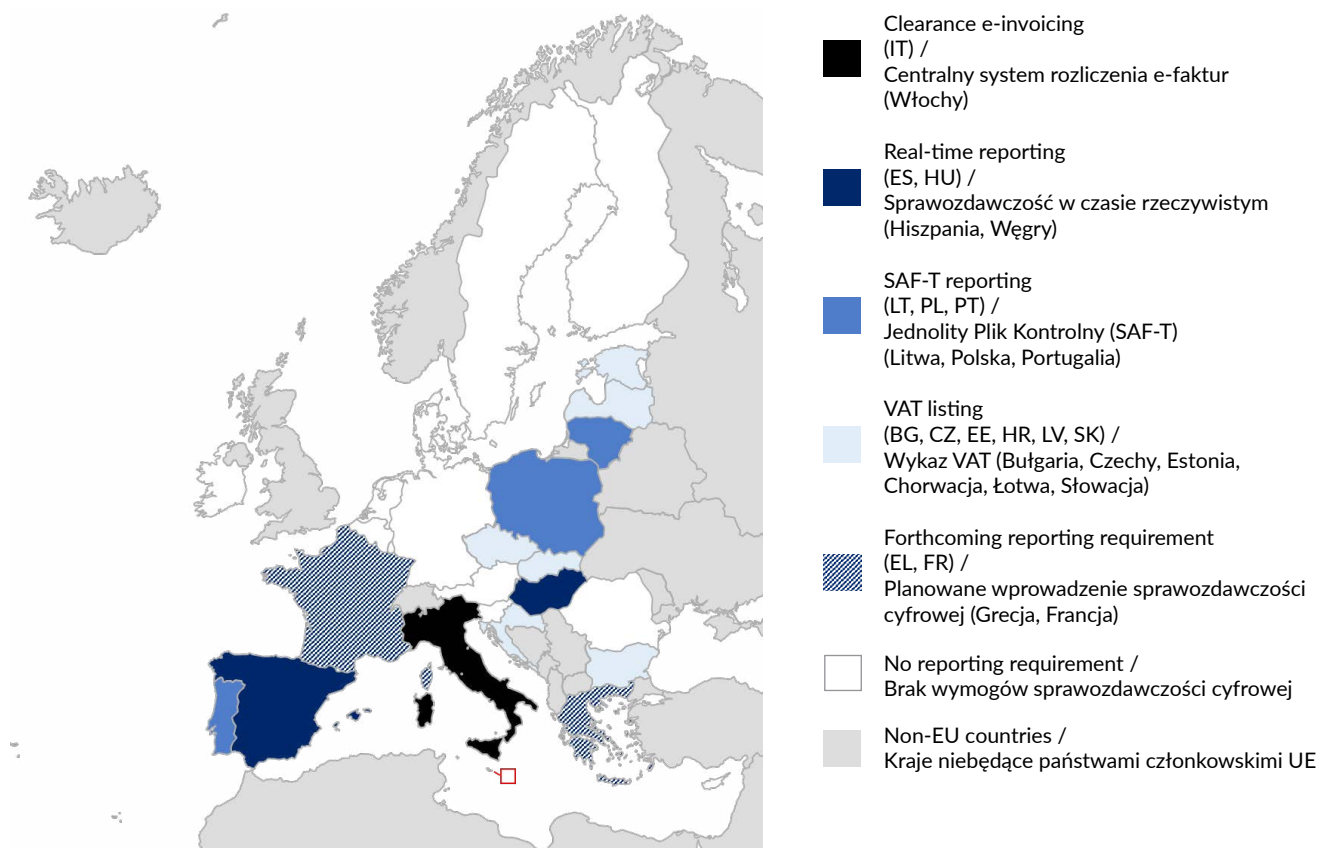 Clearance e-invoicing
(IT) /
Centralny system rozliczenia e-faktur
(Włochy)
Real-time reporting
(ES, HU) /
Sprawozdawczość w czasie rzeczywistym
(Hiszpania, Węgry)
SAF-T reporting
(LT, PL, PT) /
Jednolity Plik Kontrolny (SAF-T)
(Litwa, Polska, Portugalia)
VAT listing
(BG, CZ, EE, HR, LV, SK) /
Wykaz VAT (Bułgaria, Czechy, Estonia,
Chorwacja, Łotwa, Słowacja)
Forthcoming reporting requirement
(EL, FR) /
Planowane wprowadzenie sprawozdawczości
cyfrowej (Grecja, Francja)
No reporting requirement /
Brak wymogów sprawozdawczości cyfrowej
Non-EU countries /
Kraje niebędące państwami członkowskimi UE